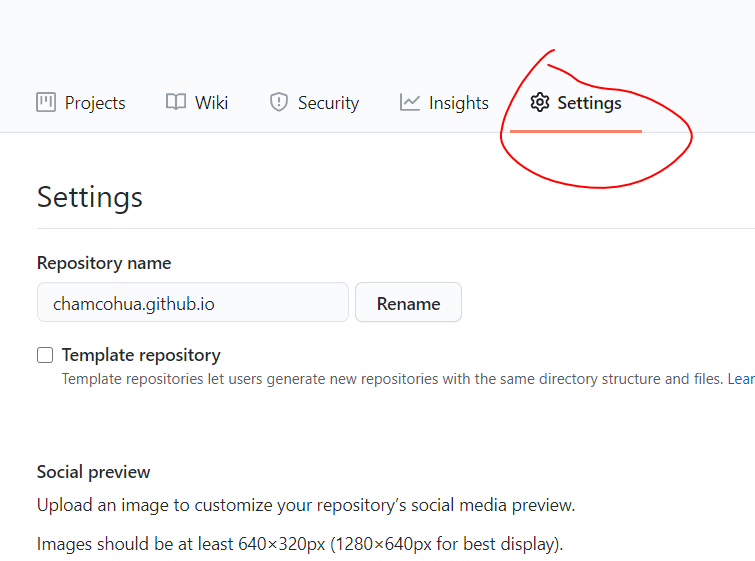 Projects Wiki Security Insights Settings
Settings
Repository name
chamcohua.github.io Rename
Template repository
Template repositories let users generate new repositories with the same directory structure and files. Lear
Social preview
Upload an image to customize your repository’s social media preview.
Images should be at least 640×320px (1280×640px for best display).